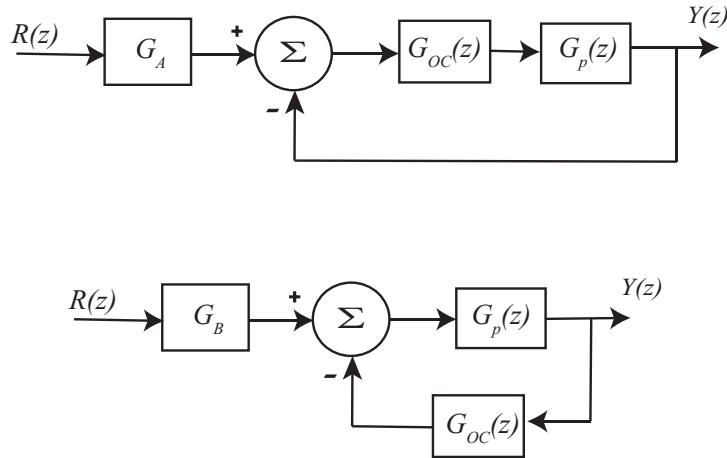 R(z)
G_A
+
Σ
-
G_OC(z)
G_p(z)
Y(z)
R(z)
G_B
+
Σ
-
G_p(z)
Y(z)
G_OC(z)